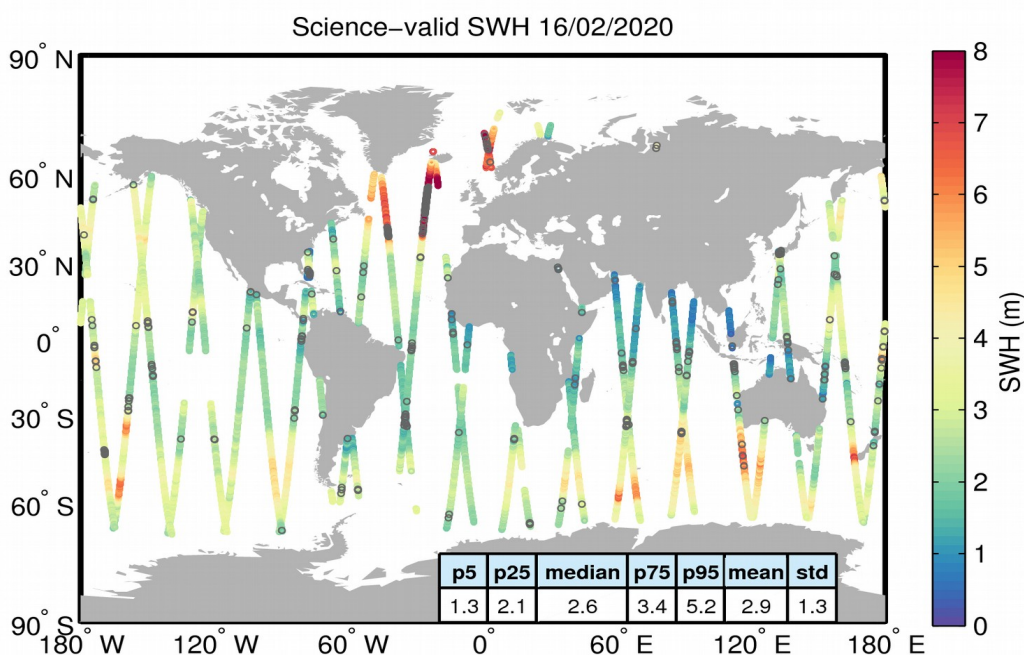 Science−valid SWH 16/02/2020
90° N
60° N
30° N
0°
30° S
60° S
90° S
180° W
120° W
60° W
0°
60° E
120° E
180° E
p5 p25 median p75 p95 mean std
1.3 2.1 2.6 3.4 5.2 2.9 1.3
8
7
6
5
4
3
2
1
0
SWH (m)